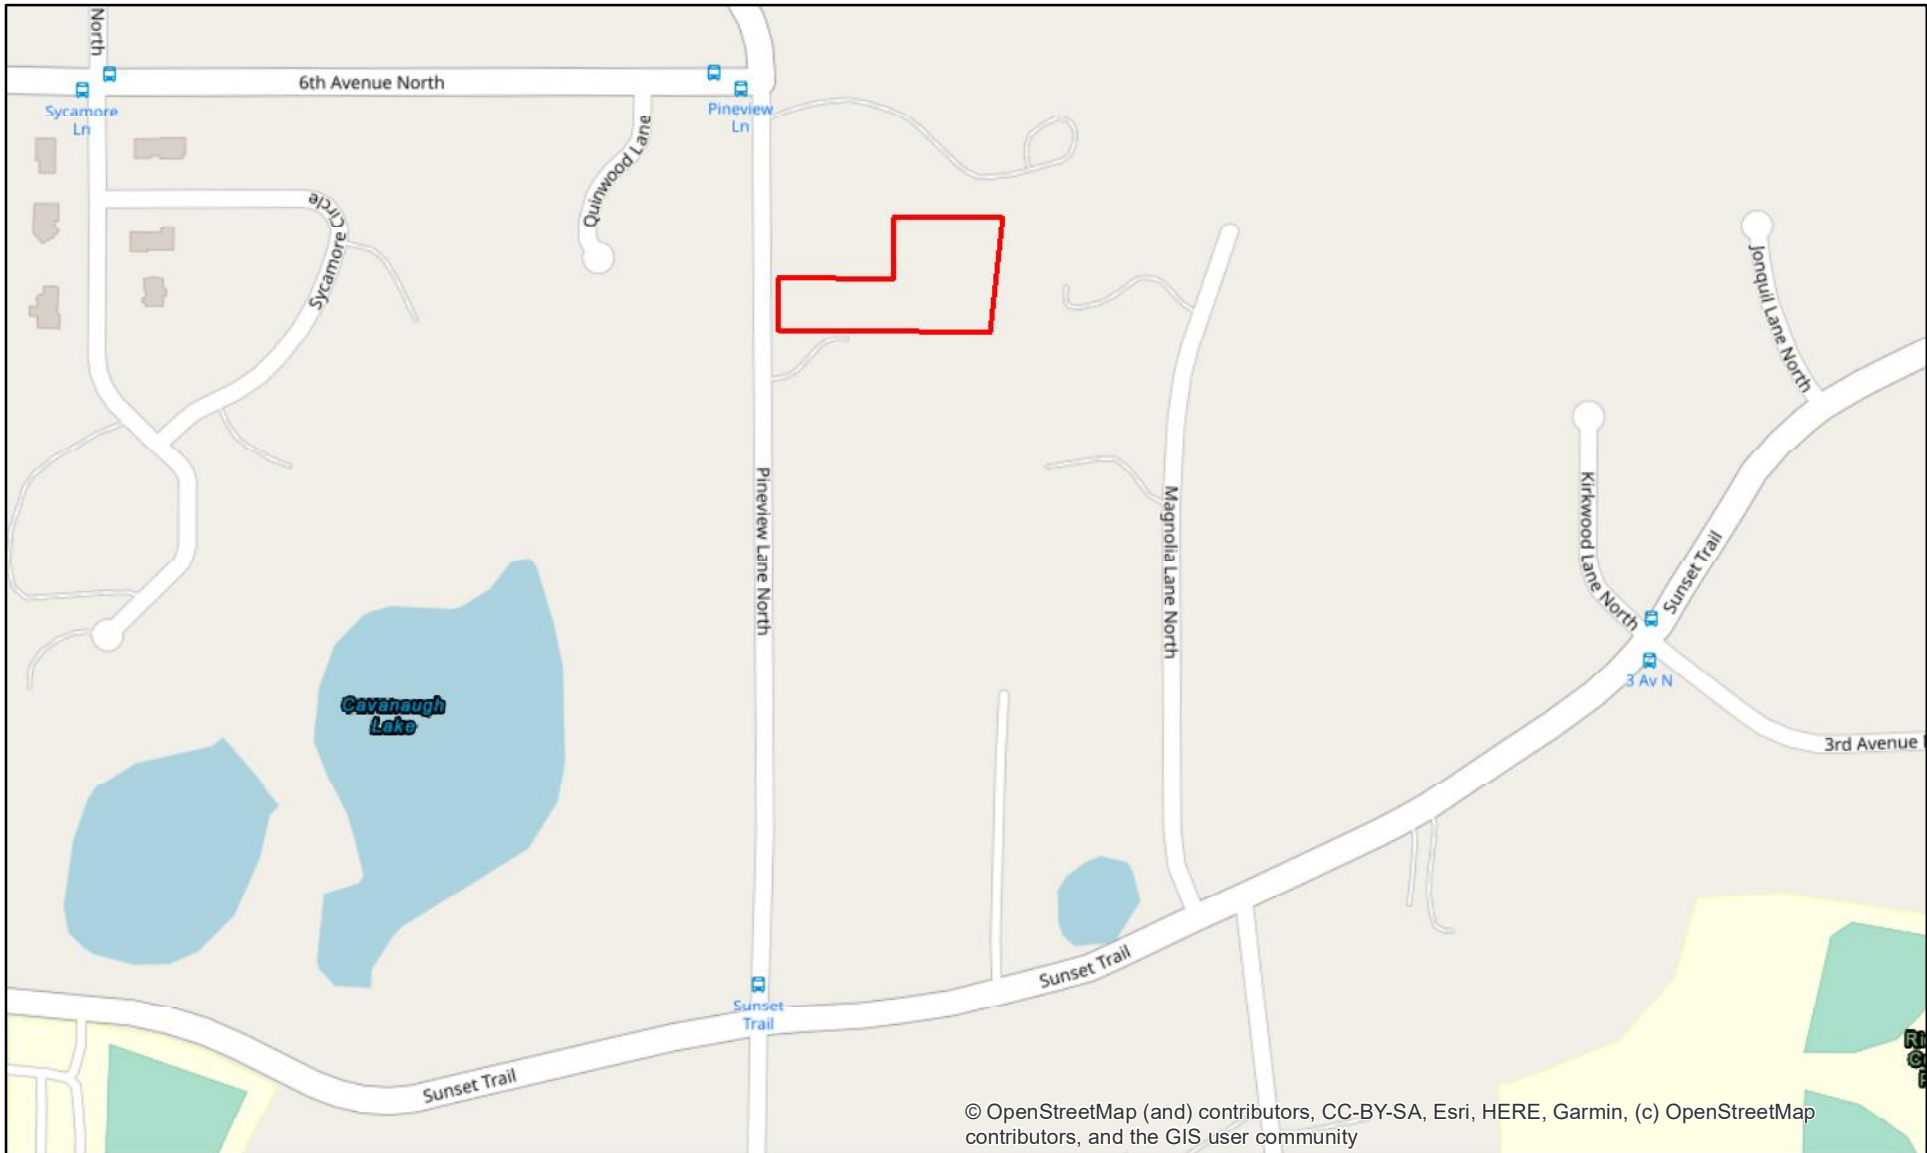 North
6th Avenue North
Sycamore
Ln
Pineview
Ln
Quinwood Lane
Sycamore Circle
Jonquil Lane North
Pineview Lane North
Magnolia Lane North
Kirkwood Lane North
Sunset Trail
3 Av N
Cavanaugh
Lake
3rd Avenue
Sunset Trail
Sunset
Trail
Sunset Trail
© OpenStreetMap (and) contributors, CC-BY-SA, Esri, HERE, Garmin, (c) OpenStreetMap
contributors, and the GIS user community